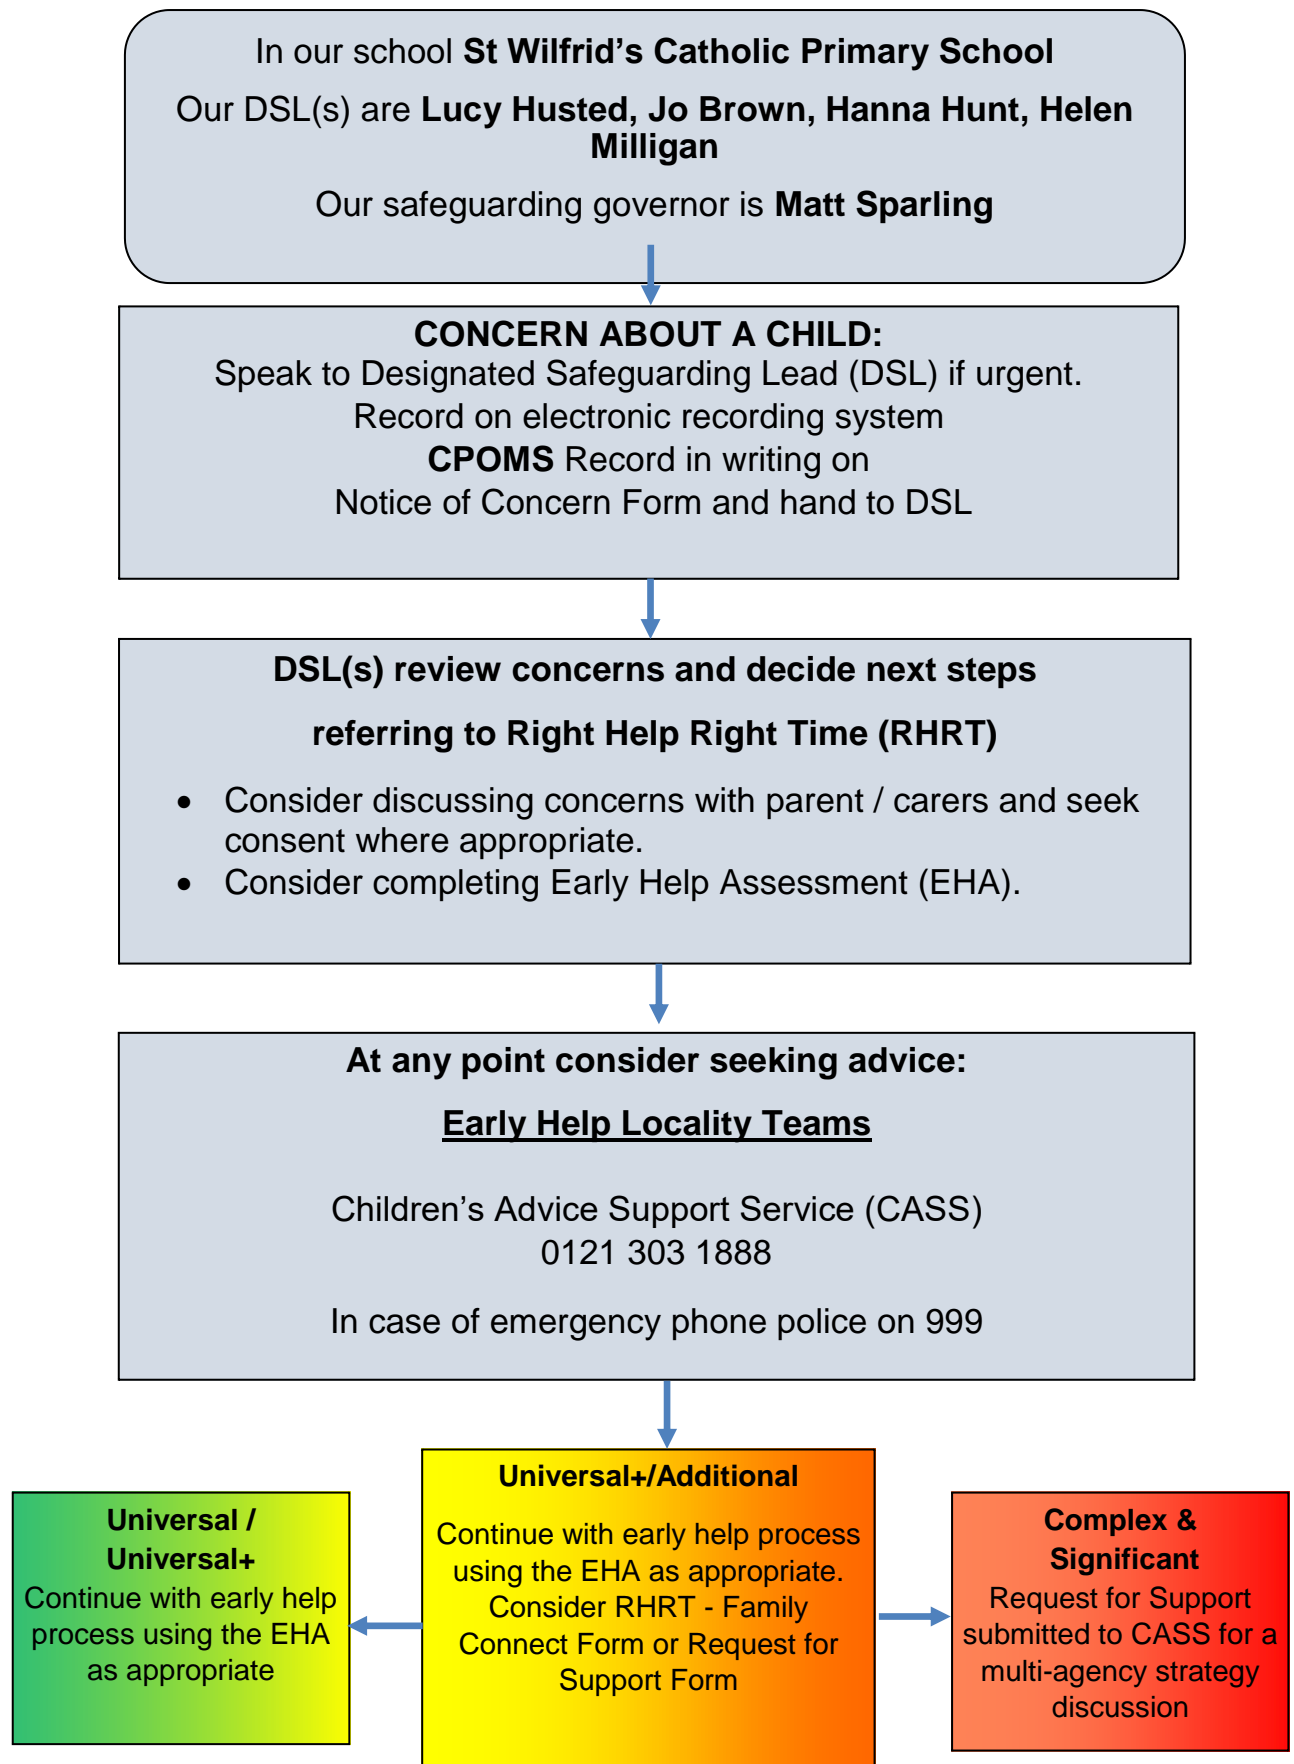 In our school St Wilfrid’s Catholic Primary School
Our DSL(s) are Lucy Husted, Jo Brown, Hanna Hunt, Helen
Milligan
Our safeguarding governor is Matt Sparling
CONCERN ABOUT A CHILD:
Speak to Designated Safeguarding Lead (DSL) if urgent.
Record on electronic recording system
CPOMS Record in writing on
Notice of Concern Form and hand to DSL
DSL(s) review concerns and decide next steps
referring to Right Help Right Time (RHRT)
• Consider discussing concerns with parent / carers and seek
consent where appropriate.
• Consider completing Early Help Assessment (EHA).
At any point consider seeking advice:
Early Help Locality Teams
Children’s Advice Support Service (CASS)
0121 303 1888
In case of emergency phone police on 999
Universal /
Universal+
Continue with early help
process using the EHA
as appropriate
Universal+/Additional
Continue with early help process
using the EHA as appropriate.
Consider RHRT - Family
Connect Form or Request for
Support Form
Complex &
Significant
Request for Support
submitted to CASS for a
multi-agency strategy
discussion